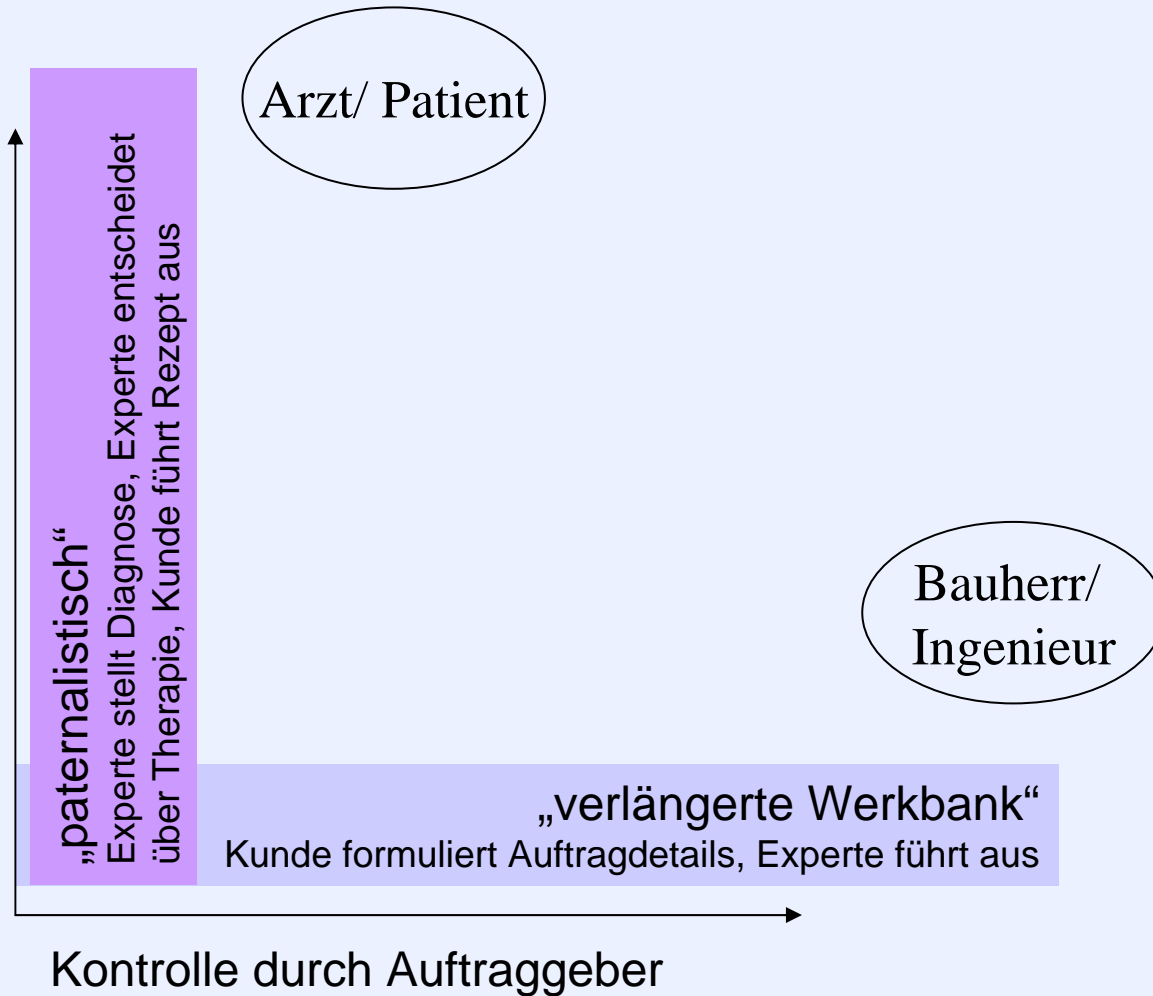 Arzt/ Patient
„paternalistisch“
Experte stellt Diagnose, Experte entscheidet
über Therapie, Kunde führt Rezept aus
Bauherr/
Ingenieur
„verlängerte Werkbank“
Kunde formuliert Auftragdetails, Experte führt aus
Kontrolle durch Auftraggeber